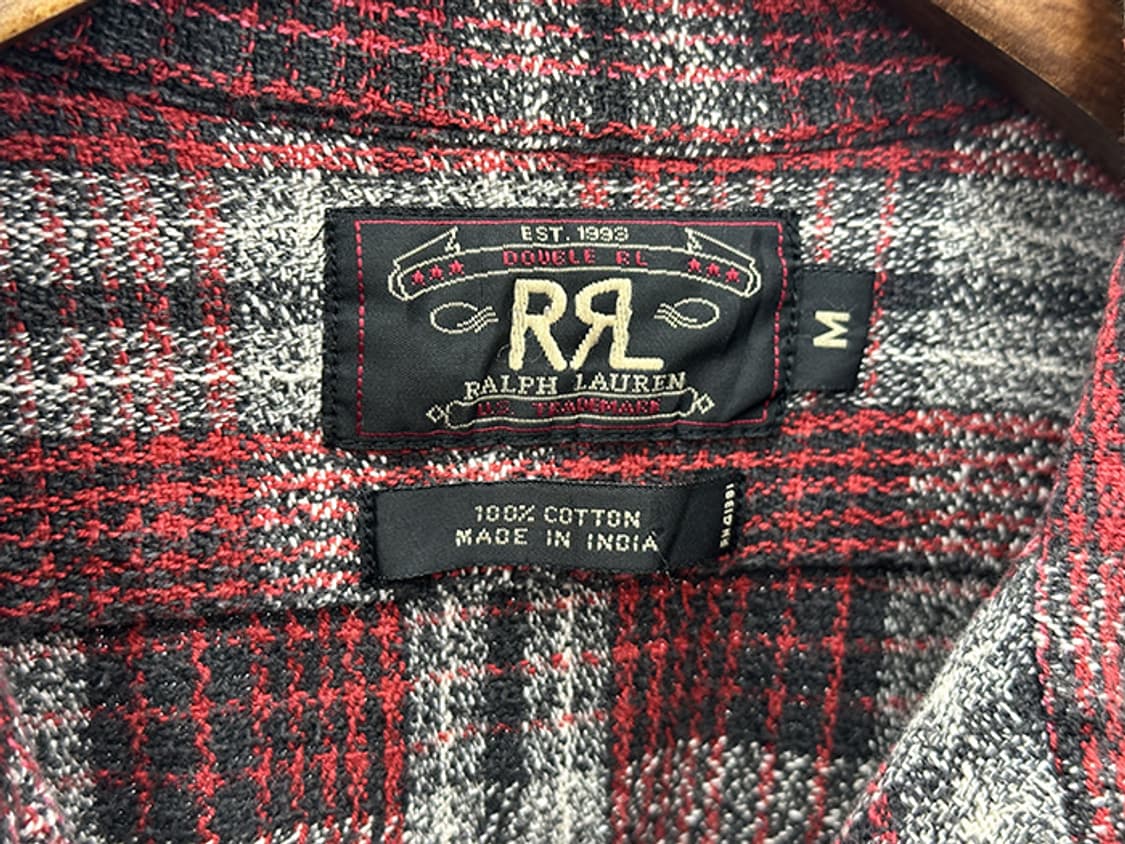 EST. 1993
DOUBLE RL
RRL
RALPH LAUREN
U.S. TRADEMARK
M
100% COTTON
MADE IN INDIA